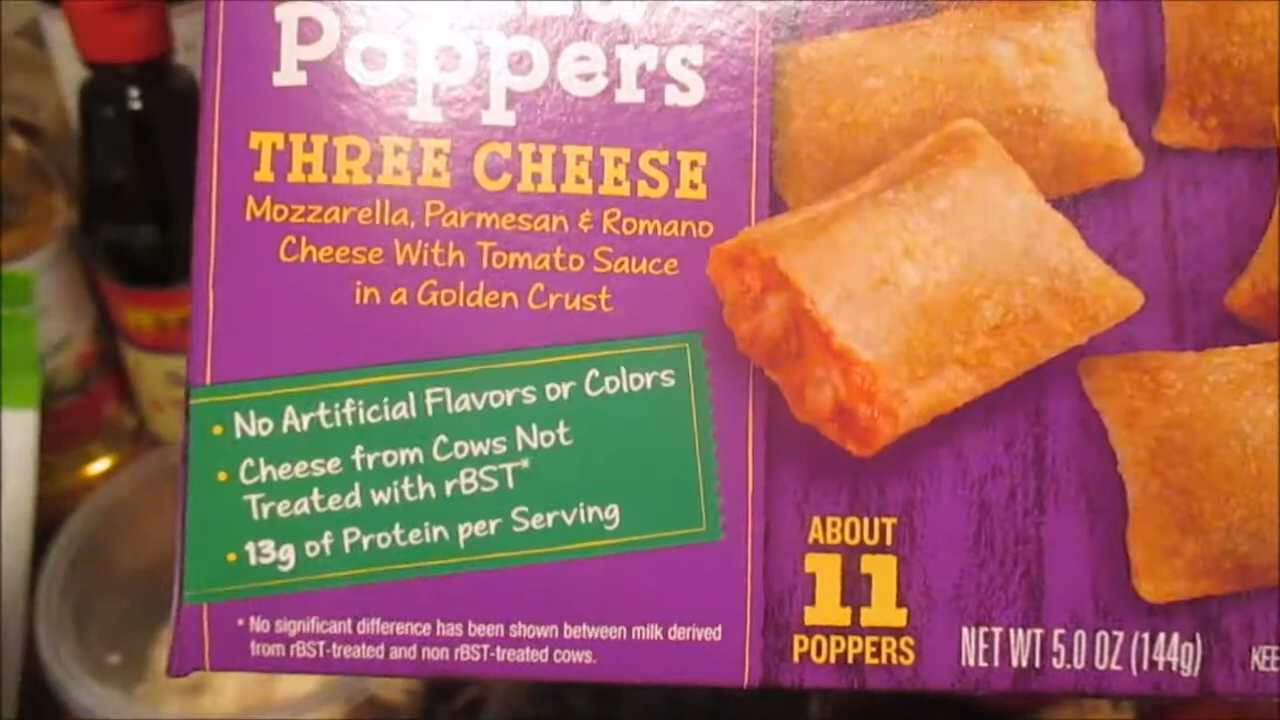 Poppers
THREE CHEESE
Mozzarella, Parmesan & Romano
Cheese With Tomato Sauce
in a Golden Crust
• No Artificial Flavors or Colors
• Cheese from Cows Not
Treated with rBST*
• 13g of Protein per Serving
* No significant difference has been shown between milk derived
from rBST-treated and non rBST-treated cows.
ABOUT
11
POPPERS
NET WT 5.0 OZ (144g)